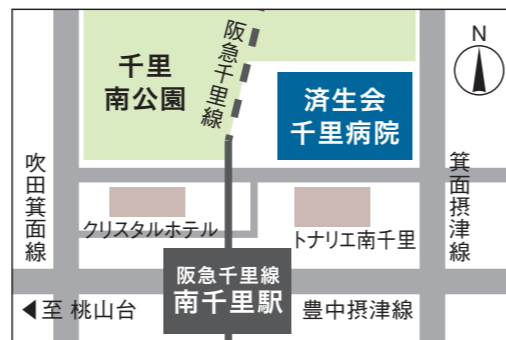 阪急千里線
N
千里
南公園
済生会
千里病院
吹田箕面線
箕面摂津線
クリスタルホテル
トナリエ南千里
阪急千里線
南千里駅
◀至 桃山台
豊中摂津線